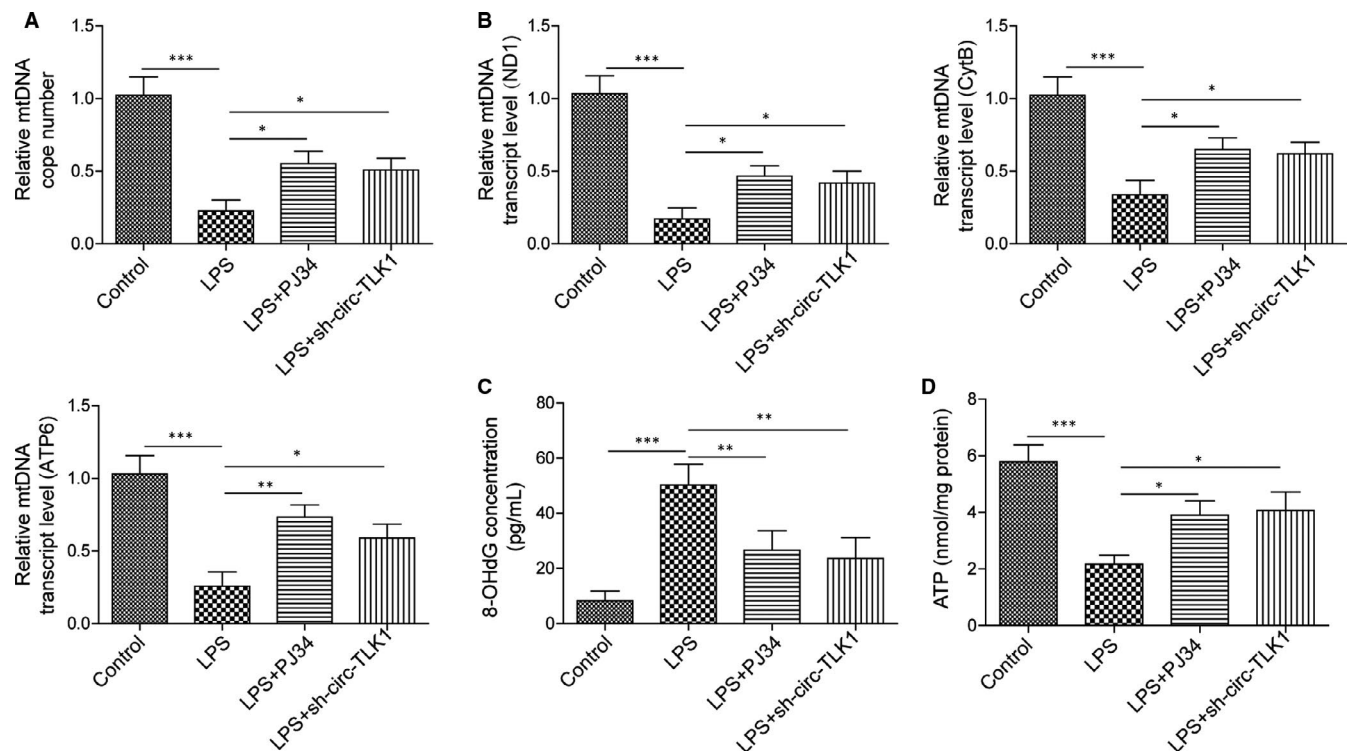 A
Relative mtDNA
cope number
1.5
1.0
0.5
0.0
***
*
*
Control
LPS
LPS+PJ34
LPS+sh-circ-TLK1
B
Relative mtDNA
transcript level (ND1)
1.5
1.0
0.5
0.0
***
*
*
Control
LPS
LPS+PJ34
LPS+sh-circ-TLK1
Relative mtDNA
transcript level (CytB)
1.5
1.0
0.5
0.0
***
*
*
Control
LPS
LPS+PJ34
LPS+sh-circ-TLK1
Relative mtDNA
transcript level (ATP6)
1.5
1.0
0.5
0.0
***
*
**
Control
LPS
LPS+PJ34
LPS+sh-circ-TLK1
C
8-OHdG concentration
(pg/mL)
80
60
40
20
0
***
**
**
Control
LPS
LPS+PJ34
LPS+sh-circ-TLK1
D
ATP (nmol/mg protein)
8
6
4
2
0
***
*
*
Control
LPS
LPS+PJ34
LPS+sh-circ-TLK1